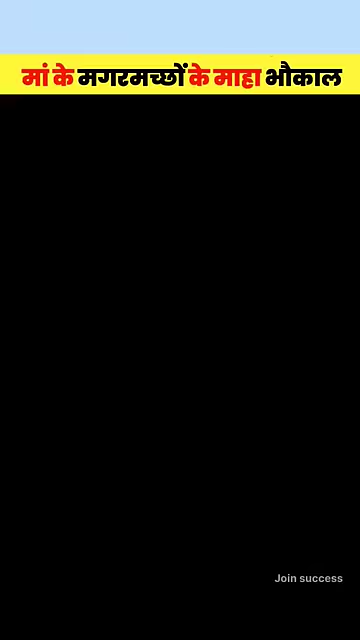 मां के मगरमच्छों के माहा भौकाल
Join success